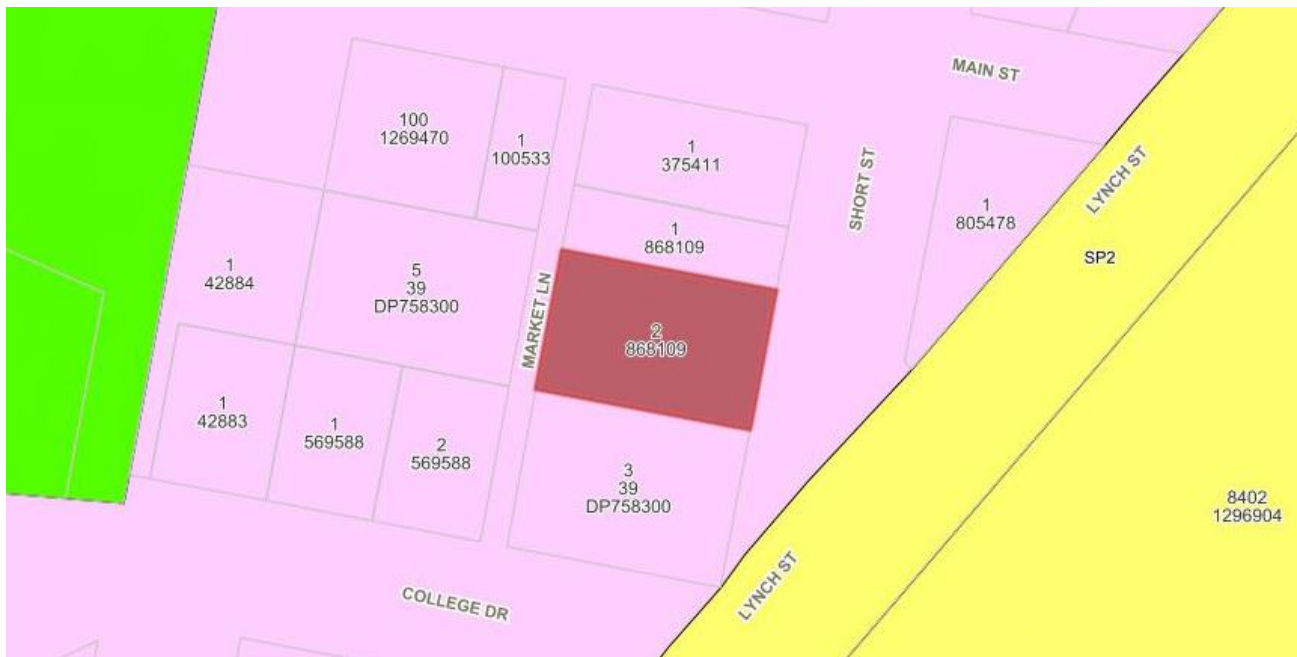 MAIN ST
100
1269470
1
100533
1
375411
SHORT ST
LYNCH ST
1
805478
1
868109
SP2
1
42884
5
39
DP758300
MARKET LN
2
868109
1
42883
1
569588
2
569588
3
39
DP758300
8402
1296904
LYNCH ST
COLLEGE DR